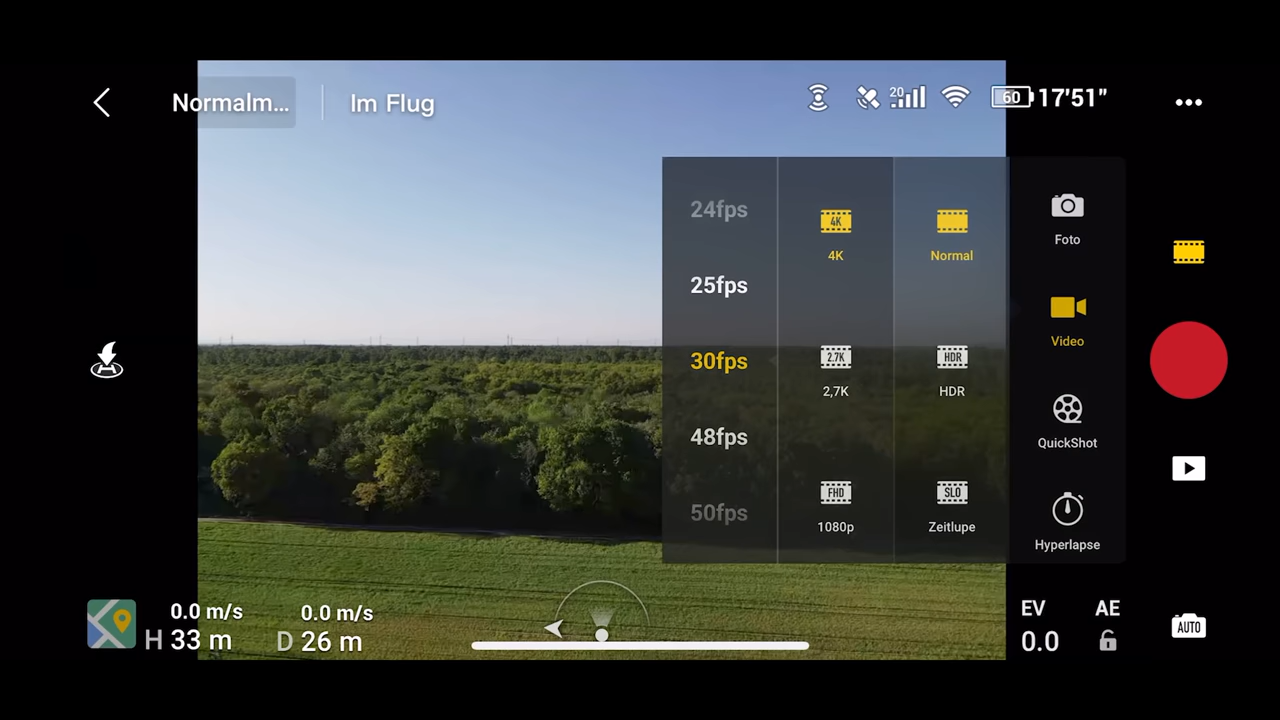 Normalm...
Im Flug
20
60
17'51"
24fps
25fps
30fps
48fps
50fps
4K
4K
2.7K
2,7K
FHD
1080p
Normal
HDR
HDR
SLO
Zeitlupe
Foto
Video
QuickShot
Hyperlapse
0.0 m/s
0.0 m/s
H 33 m
D 26 m
EV
AE
0.0
AUTO